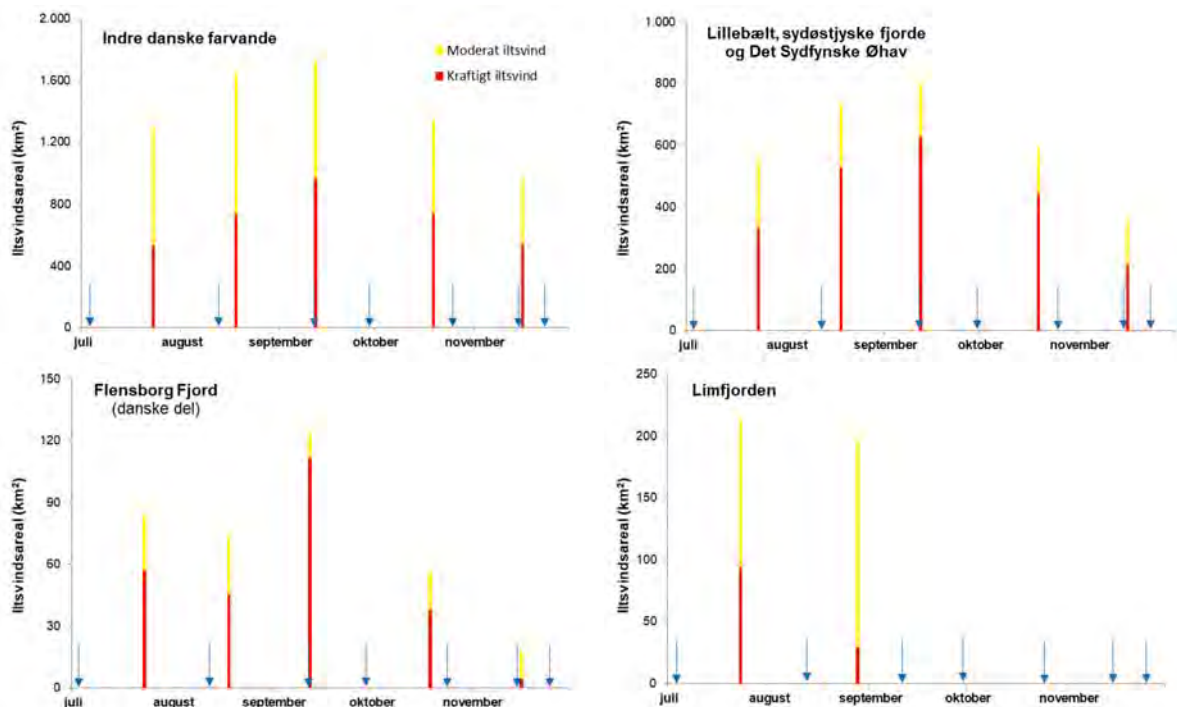 Indre danske farvande
Moderat iltsvind
Kraftigt iltsvind
Iltsvindsareal (km²)
2.000
1.600
1.200
800
400
0
juli august september oktober november
Lillebælt, sydøstjyske fjorde
og Det Sydfynske Øhav
Iltsvindsareal (km²)
1.000
800
600
400
200
0
juli august september oktober november
Flensborg Fjord
(danske del)
Iltsvindsareal (km²)
150
120
90
60
30
0
juli august september oktober november
Limfjorden
Iltsvindsareal (km²)
250
200
150
100
50
0
juli august september oktober november